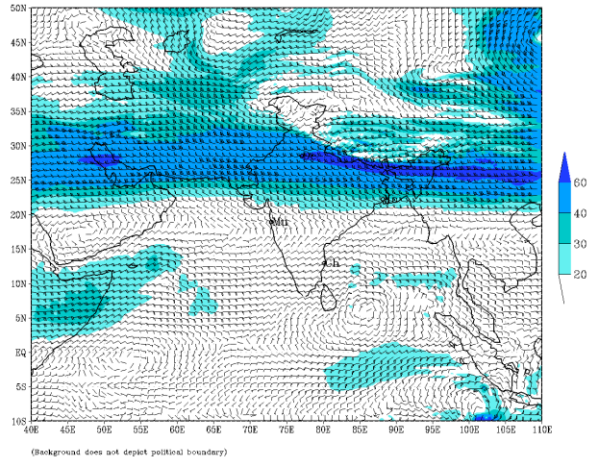 50N
45N
40N
35N
30N
25N
20N
15N
10N
5N
EQ
5S
10S
40E 45E 50E 55E 60E 65E 70E 75E 80E 85E 90E 95E 100E 105E 110E
Mu
Ch
60
40
30
20
(Background does not depict political boundary)